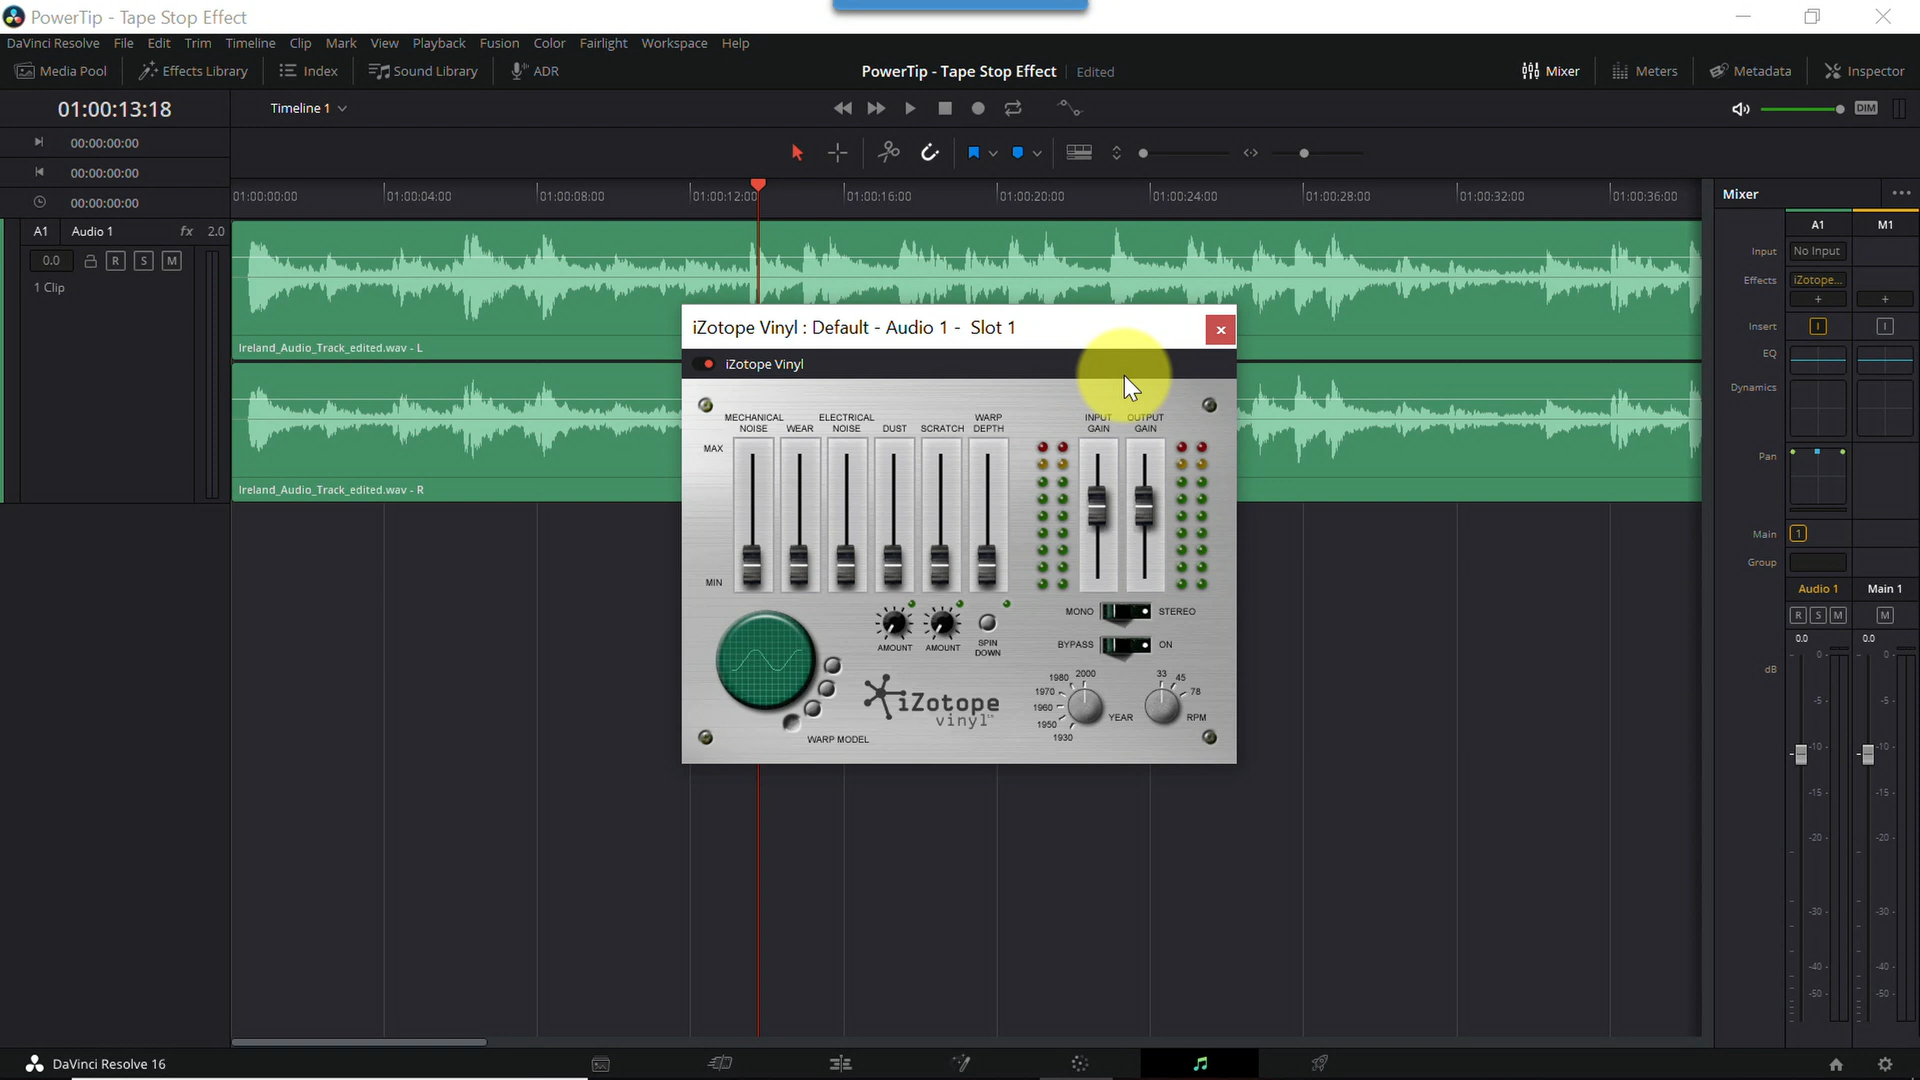 PowerTip - Tape Stop Effect
DaVinci Resolve File Edit Trim Timeline Clip Mark View Playback Fusion Color Fairlight Workspace Help
Media Pool Effects Library Index Sound Library ADR PowerTip - Tape Stop Effect Edited Mixer Meters Metadata Inspector
01:00:13:18 Timeline 1 DIM
00:00:00:00
00:00:00:00
00:00:00:00
01:00:00:00 01:00:04:00 01:00:08:00 01:00:12:00 01:00:16:00 01:00:20:00 01:00:24:00 01:00:28:00 01:00:32:00 01:00:36:00
A1 Audio 1 fx 2.0
0.0 R S M
1 Clip
Ireland_Audio_Track_edited.wav - L
Ireland_Audio_Track_edited.wav - R
iZotope Vinyl : Default - Audio 1 - Slot 1 x
iZotope Vinyl
MECHANICAL NOISE
WEAR
ELECTRICAL NOISE
DUST
SCRATCH
WARP DEPTH
INPUT GAIN
OUTPUT GAIN
MAX
MIN
AMOUNT AMOUNT SPIN DOWN
MONO STEREO
BYPASS ON
iZotope
vinyl™
WARP MODEL
2000
1980
1970
1960
1950
1930
YEAR
33 45
78
RPM
Mixer
A1 M1
Input No Input
Effects iZotope...
+ +
Insert I I
EQ
Dynamics
Pan
Main 1
Group
Audio 1 Main 1
R S M M
0.0 0.0
dB
0- 0-
-5- -5-
-10- -10-
-15- -15-
-20- -20-
-30- -30-
-40- -40-
-50- -50-
DaVinci Resolve 16